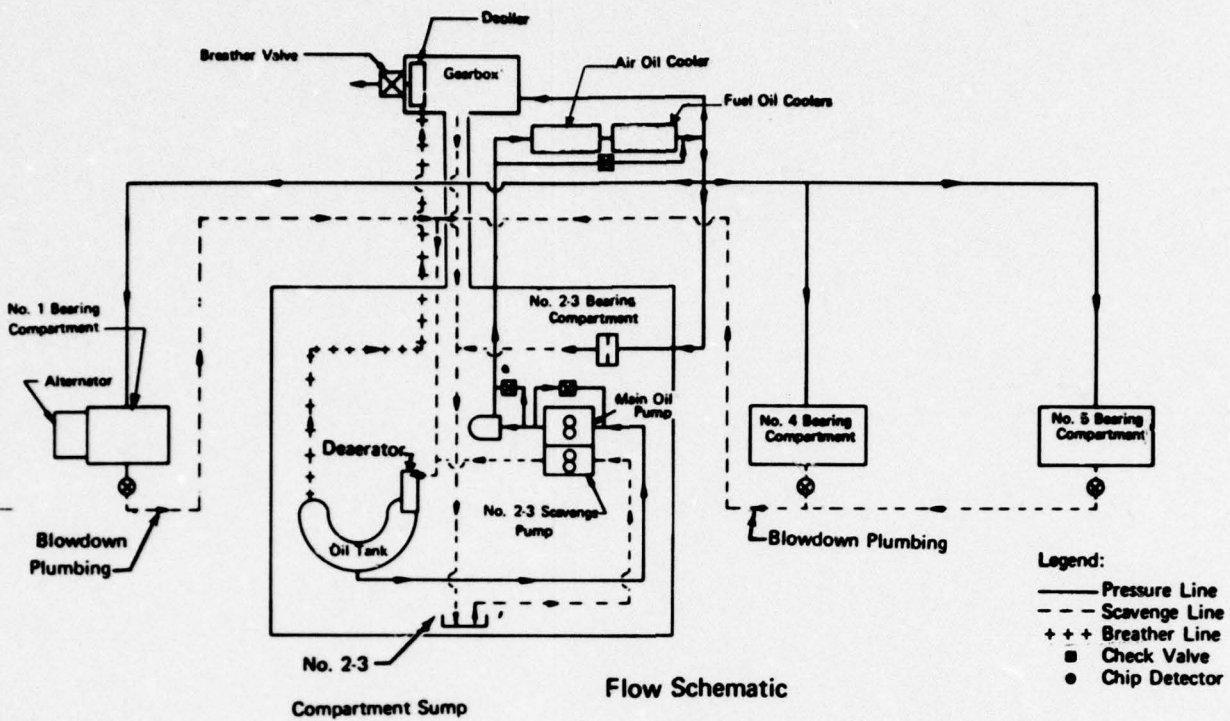 Deoiler
Breather Valve
Gearbox
Air Oil Cooler
Fuel Oil Coolers
No. 1 Bearing
Compartment
Alternator
No. 2-3 Bearing
Compartment
Main Oil
Pump
Deaerator
No. 4 Bearing
Compartment
No. 5 Bearing
Compartment
No. 2-3 Scavenge
Pump
Oil Tank
Blowdown
Plumbing
Blowdown Plumbing
No. 2-3
Compartment Sump
Flow Schematic
Legend:
Pressure Line
Scavenge Line
Breather Line
Check Valve
Chip Detector